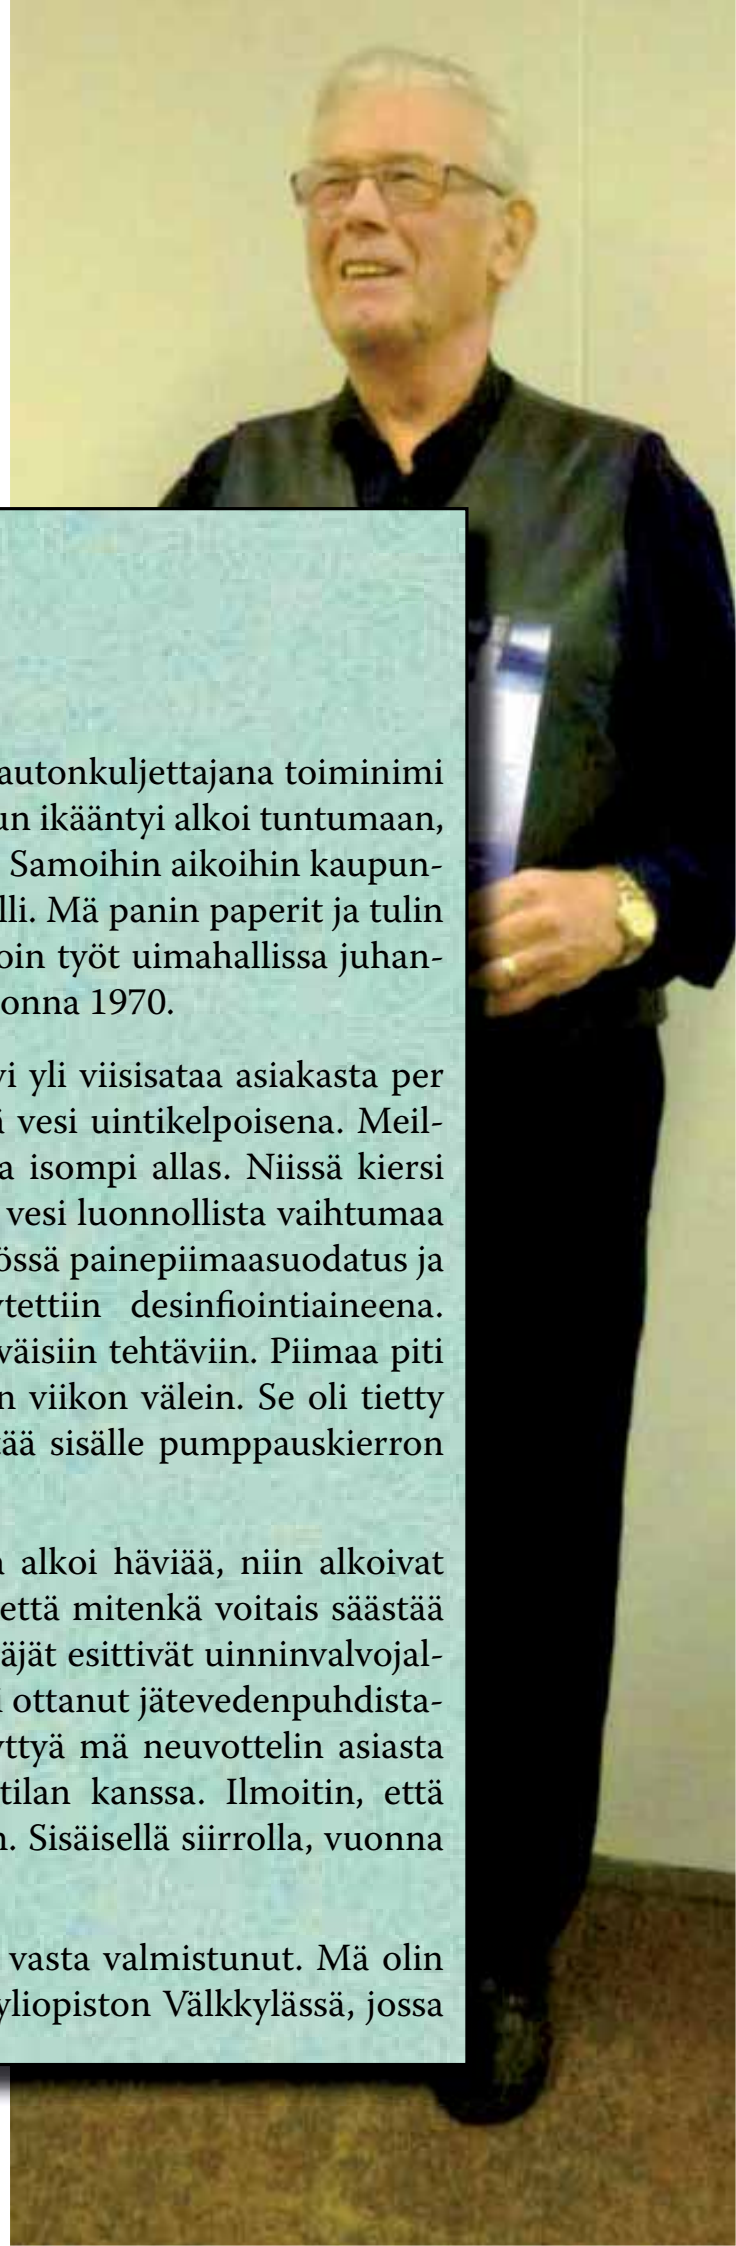 autonkuljettajana toiminimi
un ikääntyi alkoi tuntumaan,
Samoihin aikoihin kaupun-
lli. Mä panin paperit ja tulin
oin työt uimahallissa juhan-
onna 1970.
vi yli viisisataa asiakasta per
ä vesi uintikelpoisena. Meil-
a isompi allas. Niissä kiersi
vesi luonnollista vaihtumaa
össä painepiimaasuodatus ja
ytettiin desinfiointiaineena.
väisiin tehtäviin. Piimaa piti
n viikon välein. Se oli tietty
tää sisälle pumppauskierron
a alkoi häviää, niin alkoivat
että mitenkä voitais säästää
äjät esittivät uinninvalvojal-
i ottanut jätevedenpuhdista-
yttyä mä neuvottelin asiasta
tilan kanssa. Ilmoitin, että
n. Sisäisellä siirrolla, vuonna
vasta valmistunut. Mä olin
yliopiston Välkkylässä, jossa